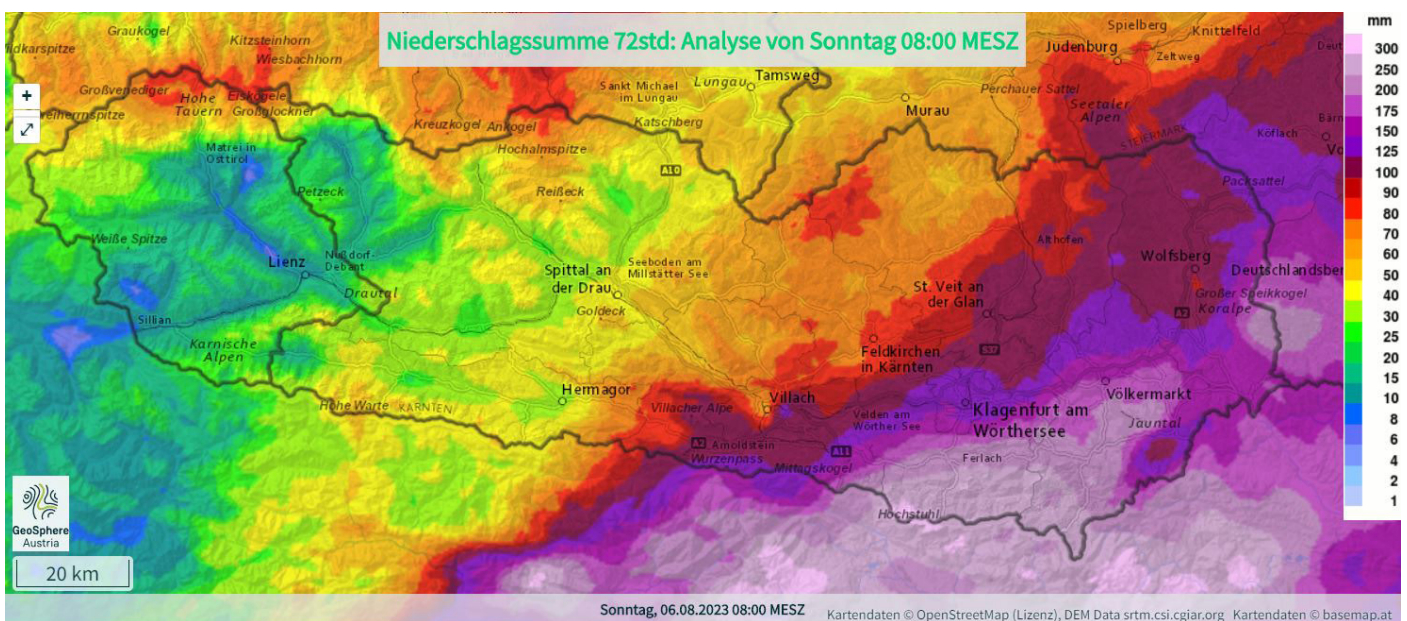 Niederschlagssumme 72std: Analyse von Sonntag 08:00 MESZ
mm
300
250
200
175
150
125
100
90
80
70
60
50
40
30
25
20
15
10
8
6
4
2
1
+
Graukogel
Kitzsteinhorn
Wiesbachhorn
Spielberg
Knittelfeld
Judenburg
Zeltweg
Großvenediger
Hohe
Tauern
Eiskögele
Großglockner
Sankt Michael
im Lungau
Lungau
Tamsweg
Katschberg
Murau
Perchauer Sattel
Seetaler
Alpen
STEIERMARK
Köflach
Kreuzkogel
Ankogel
Hochalmspitze
Matrei in
Osttirol
Petzeck
Reißeck
A10
Packsattel
Weiße Spitze
Lienz
Nußdorf-
Debant
Drautal
Spittal an
der Drau
Seeboden am
Millstätter See
Goldeck
Althofen
Wolfsberg
Deutschlandsber
Großer Speikkogel
Koralpe
A2
St. Veit an
der Glan
S37
Sillian
Karnische
Alpen
Feldkirchen
in Kärnten
Hohe Warte
KÄRNTEN
Hermagor
Villacher Alpe
Villach
Velden am
Wörther See
Klagenfurt am
Wörthersee
Völkermarkt
Jauntal
A2
Arnoldstein
Wurzenpass
A11
Mittagskogel
Ferlach
Hochstuhl
GeoSphere
Austria
20 km
Sonntag, 06.08.2023 08:00 MESZ
Kartendaten © OpenStreetMap (Lizenz), DEM Data srtm.csi.cgiar.org Kartendaten © basemap.at